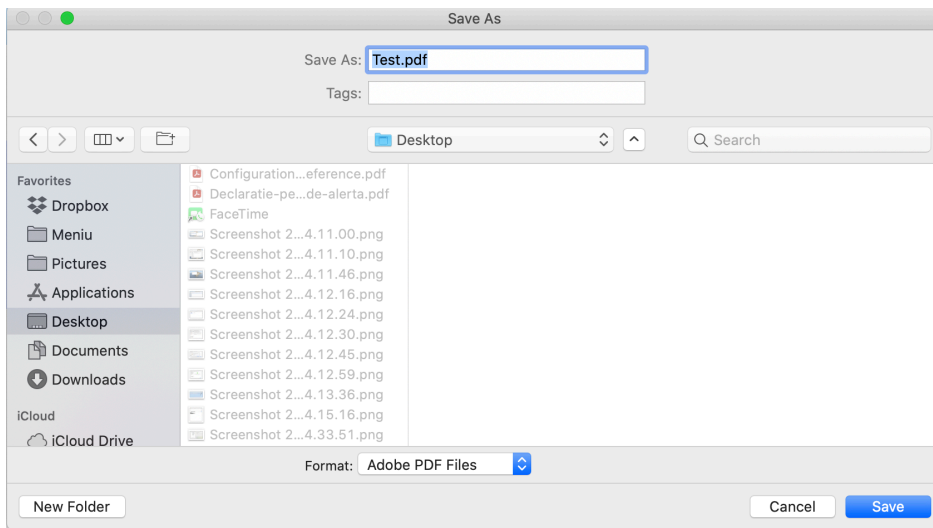 Save As
Save As: Test.pdf
Tags:
Desktop
Search
Favorites
Dropbox
Meniu
Pictures
Applications
Desktop
Documents
Downloads
iCloud
iCloud Drive
Configuration...eference.pdf
Declaratie-pe...de-alerta.pdf
FaceTime
Screenshot 2...4.11.00.png
Screenshot 2...4.11.10.png
Screenshot 2...4.11.46.png
Screenshot 2...4.12.16.png
Screenshot 2...4.12.24.png
Screenshot 2...4.12.30.png
Screenshot 2...4.12.45.png
Screenshot 2...4.12.59.png
Screenshot 2...4.13.36.png
Screenshot 2...4.15.16.png
Screenshot 2...4.33.51.png
Format: Adobe PDF Files
New Folder Cancel Save